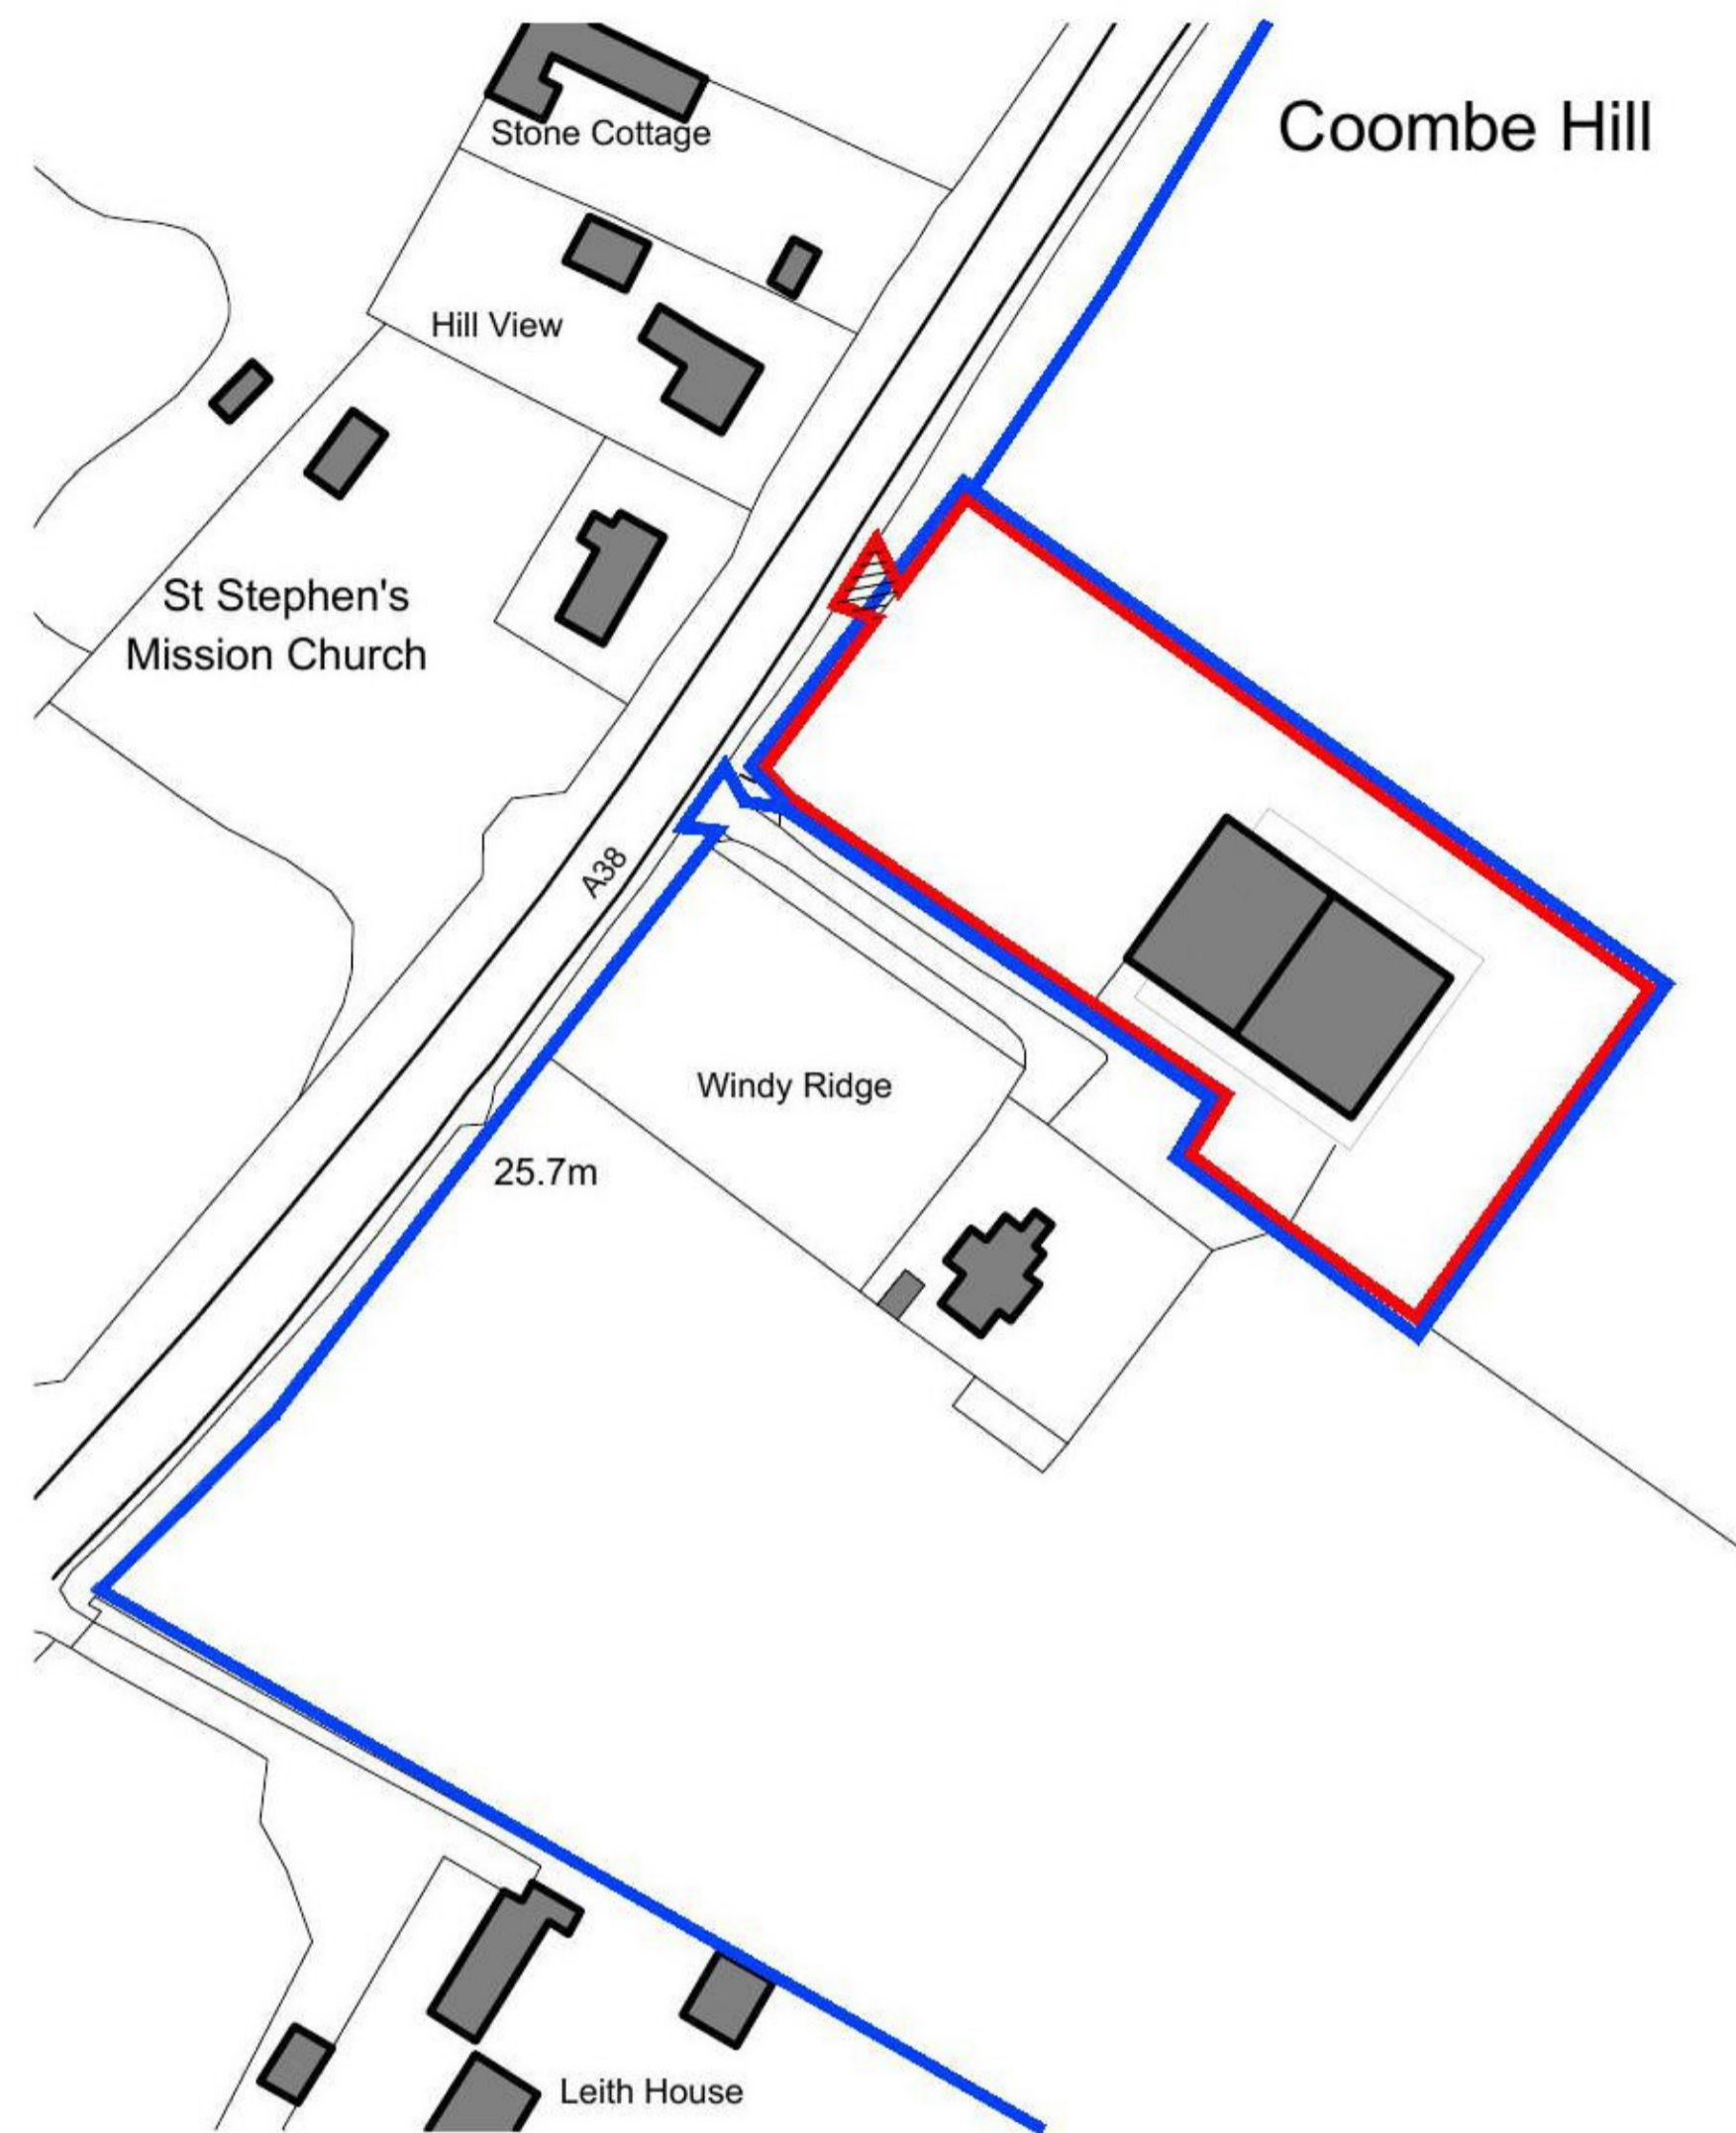 Coombe Hill
Stone Cottage
Hill View
St Stephen's
Mission Church
A38
Windy Ridge
25.7m
Leith House